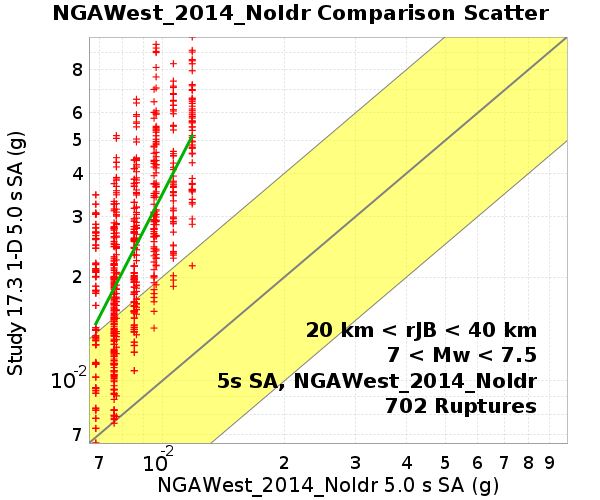 NGAWest_2014_NoIdr Comparison Scatter
Study 17.3 1-D 5.0 s SA (g)
8
6
5
4
3
2
10-2
7
20 km < rJB < 40 km
7 < Mw < 7.5
5s SA, NGAWest_2014_NoIdr
702 Ruptures
7 10-2 2 3 4 5 6 7 8 9
NGAWest_2014_NoIdr 5.0 s SA (g)